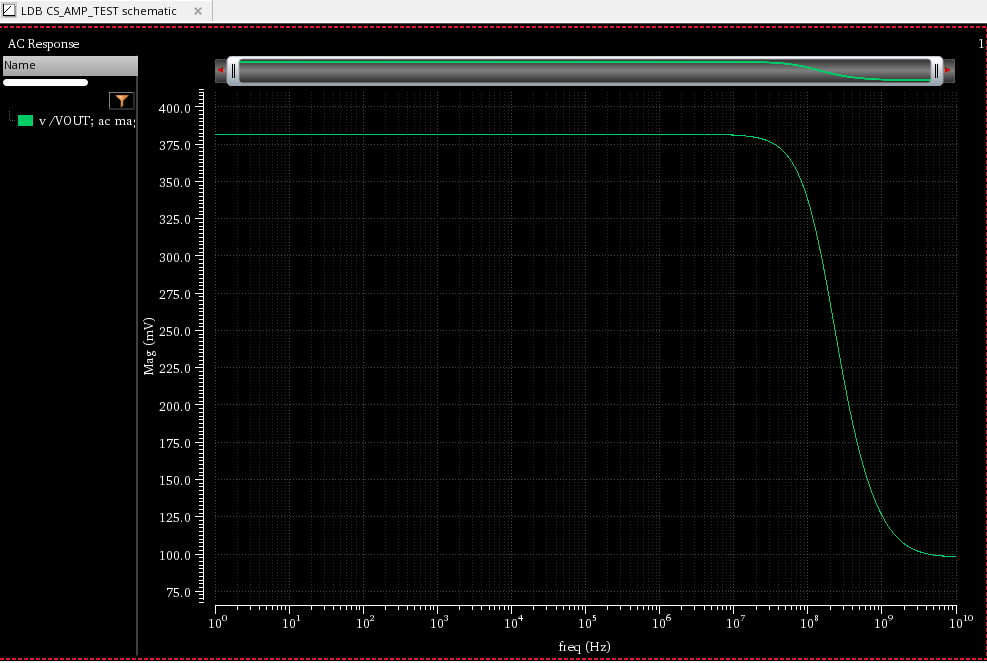 LDB CS_AMP_TEST schematic
AC Response
1
Name
v /VOUT; ac mag
400.0
375.0
350.0
325.0
300.0
275.0
250.0
225.0
200.0
175.0
150.0
125.0
100.0
75.0
Mag (mV)
10⁰ 10¹ 10² 10³ 10⁴ 10⁵ 10⁶ 10⁷ 10⁸ 10⁹ 10¹⁰
freq (Hz)